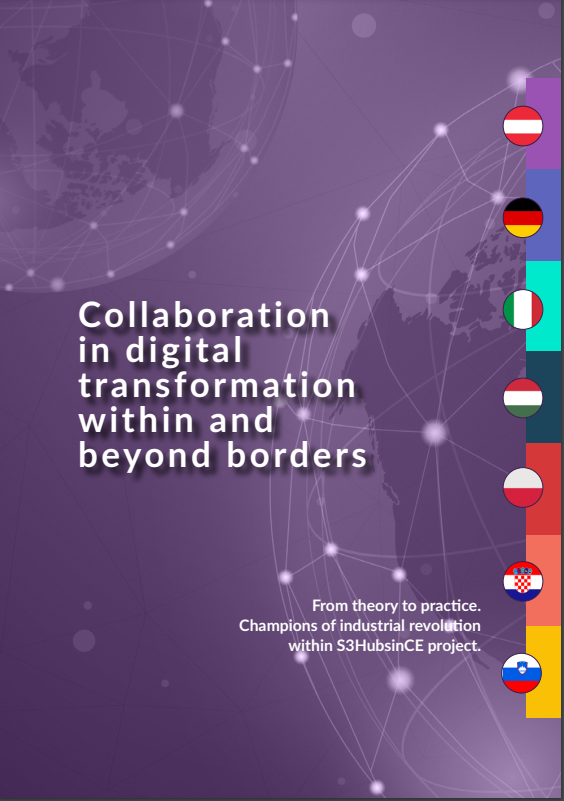 Collaboration
in digital
transformation
within and
beyond borders
From theory to practice.
Champions of industrial revolution
within S3HubsinCE project.